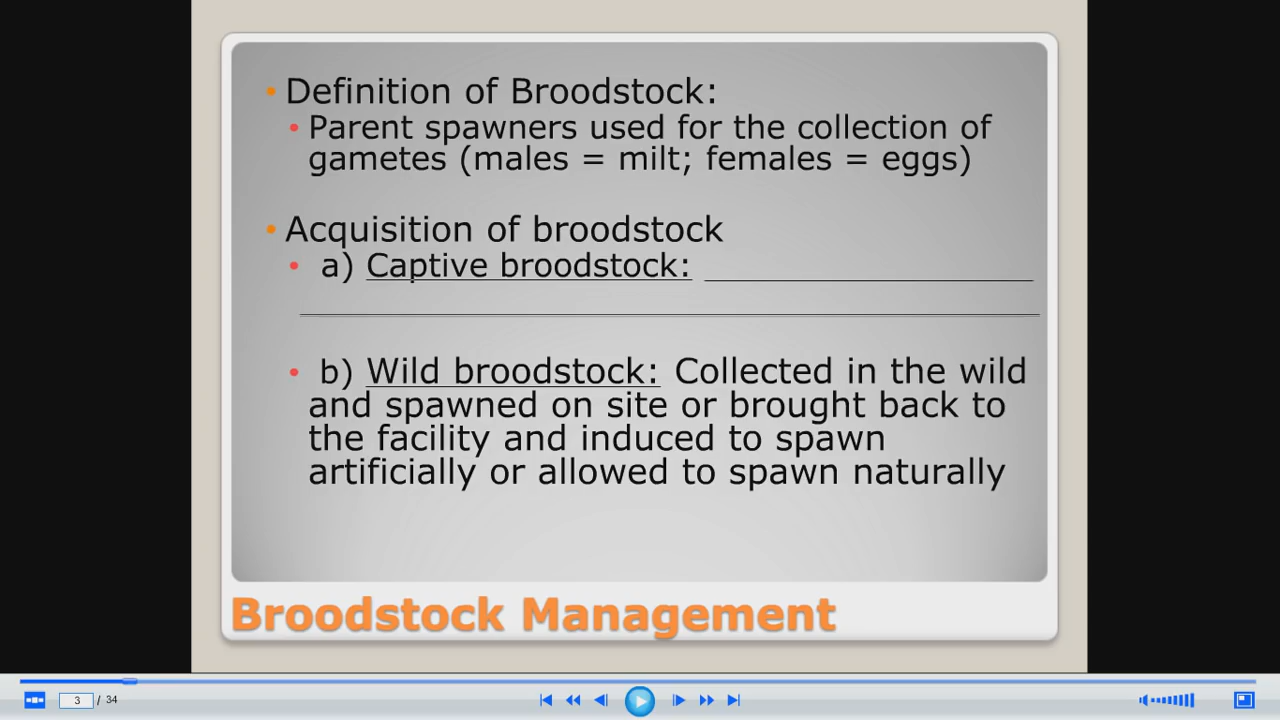 • Definition of Broodstock:
• Parent spawners used for the collection of
gametes (males = milt; females = eggs)
• Acquisition of broodstock
• a) Captive broodstock: ____________________
____________________________________________
• b) Wild broodstock: Collected in the wild
and spawned on site or brought back to
the facility and induced to spawn
artificially or allowed to spawn naturally
Broodstock Management
3 / 34